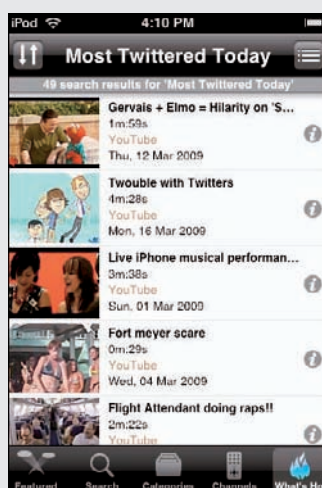 iPod 4:10 PM
Most Twittered Today
49 search results for 'Most Twittered Today'
Gervais + Elmo = Hilarity on 'S...
1m:59s
YouTube
Thu, 12 Mar 2009
Twouble with Twitters
4m:28s
YouTube
Mon, 16 Mar 2009
Live iPhone musical performan...
3m:38s
YouTube
Sun, 01 Mar 2009
Fort meyer scare
0m:29s
YouTube
Wed, 04 Mar 2009
Flight Attendant doing raps!!
2m:22s
YouTube
Featured Search Categories Channels What's Ho